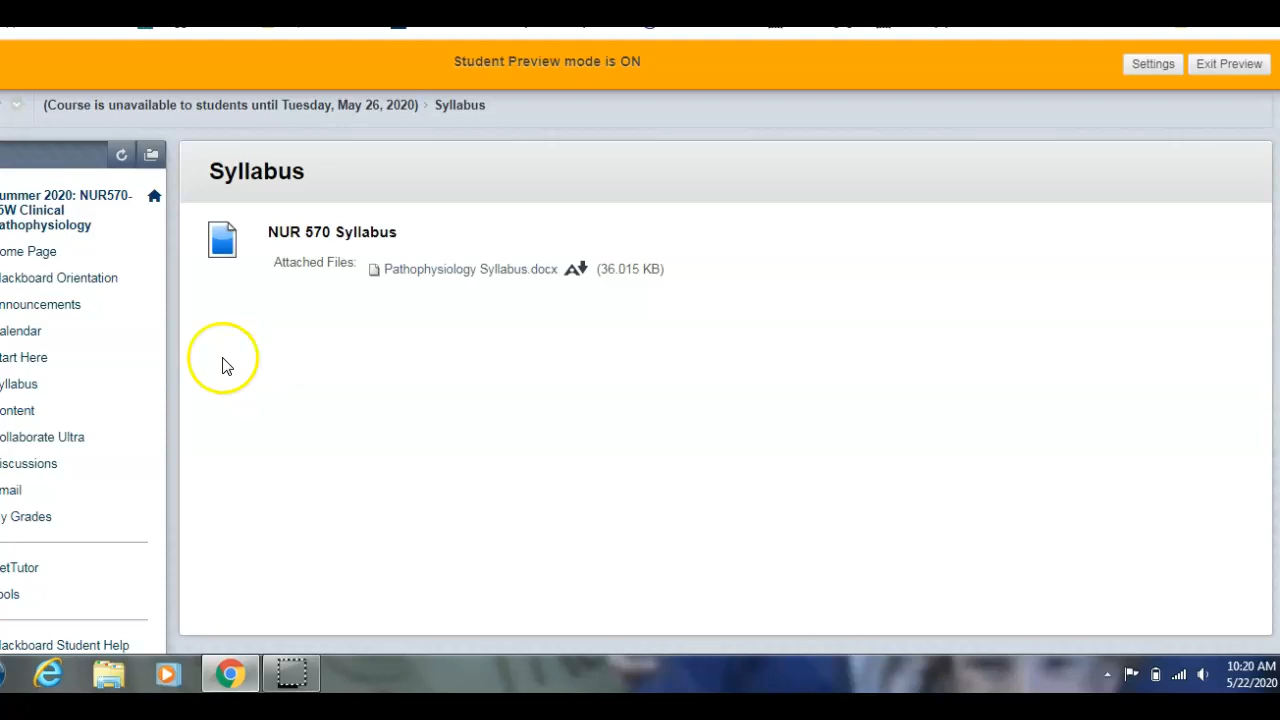 Student Preview mode is ON
Settings
Exit Preview
(Course is unavailable to students until Tuesday, May 26, 2020) > Syllabus
Syllabus
ummer 2020: NUR570-
5W Clinical
athophysiology
ome Page
lackboard Orientation
nnouncements
alendar
tart Here
yllabus
ontent
ollaborate Ultra
iscussions
mail
y Grades
etTutor
ools
lackboard Student Help
NUR 570 Syllabus
Attached Files: Pathophysiology Syllabus.docx (36.015 KB)
10:20 AM
5/22/2020